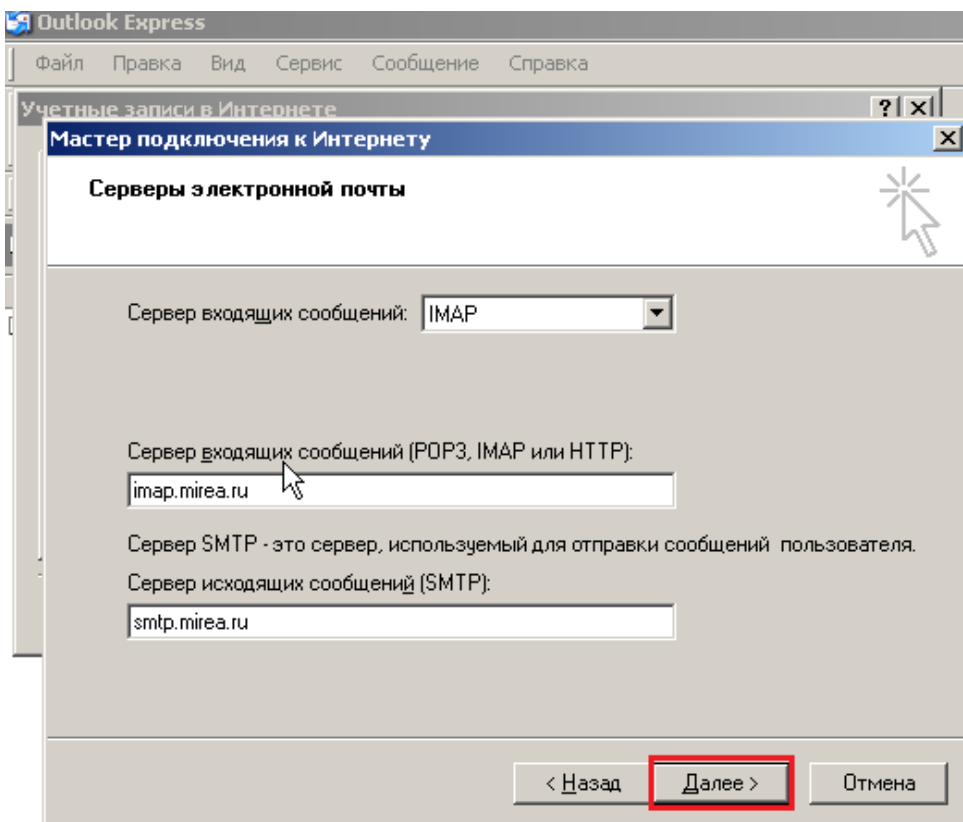 Outlook Express
Файл Правка Вид Сервис Сообщение Справка
Учетные записи в Интернете
Мастер подключения к Интернету
Серверы электронной почты
Сервер входящих сообщений: IMAP
Сервер входящих сообщений (POP3, IMAP или HTTP):
imap.mirea.ru
Сервер SMTP - это сервер, используемый для отправки сообщений пользователя.
Сервер исходящих сообщений (SMTP):
smtp.mirea.ru
< Назад Далее > Отмена